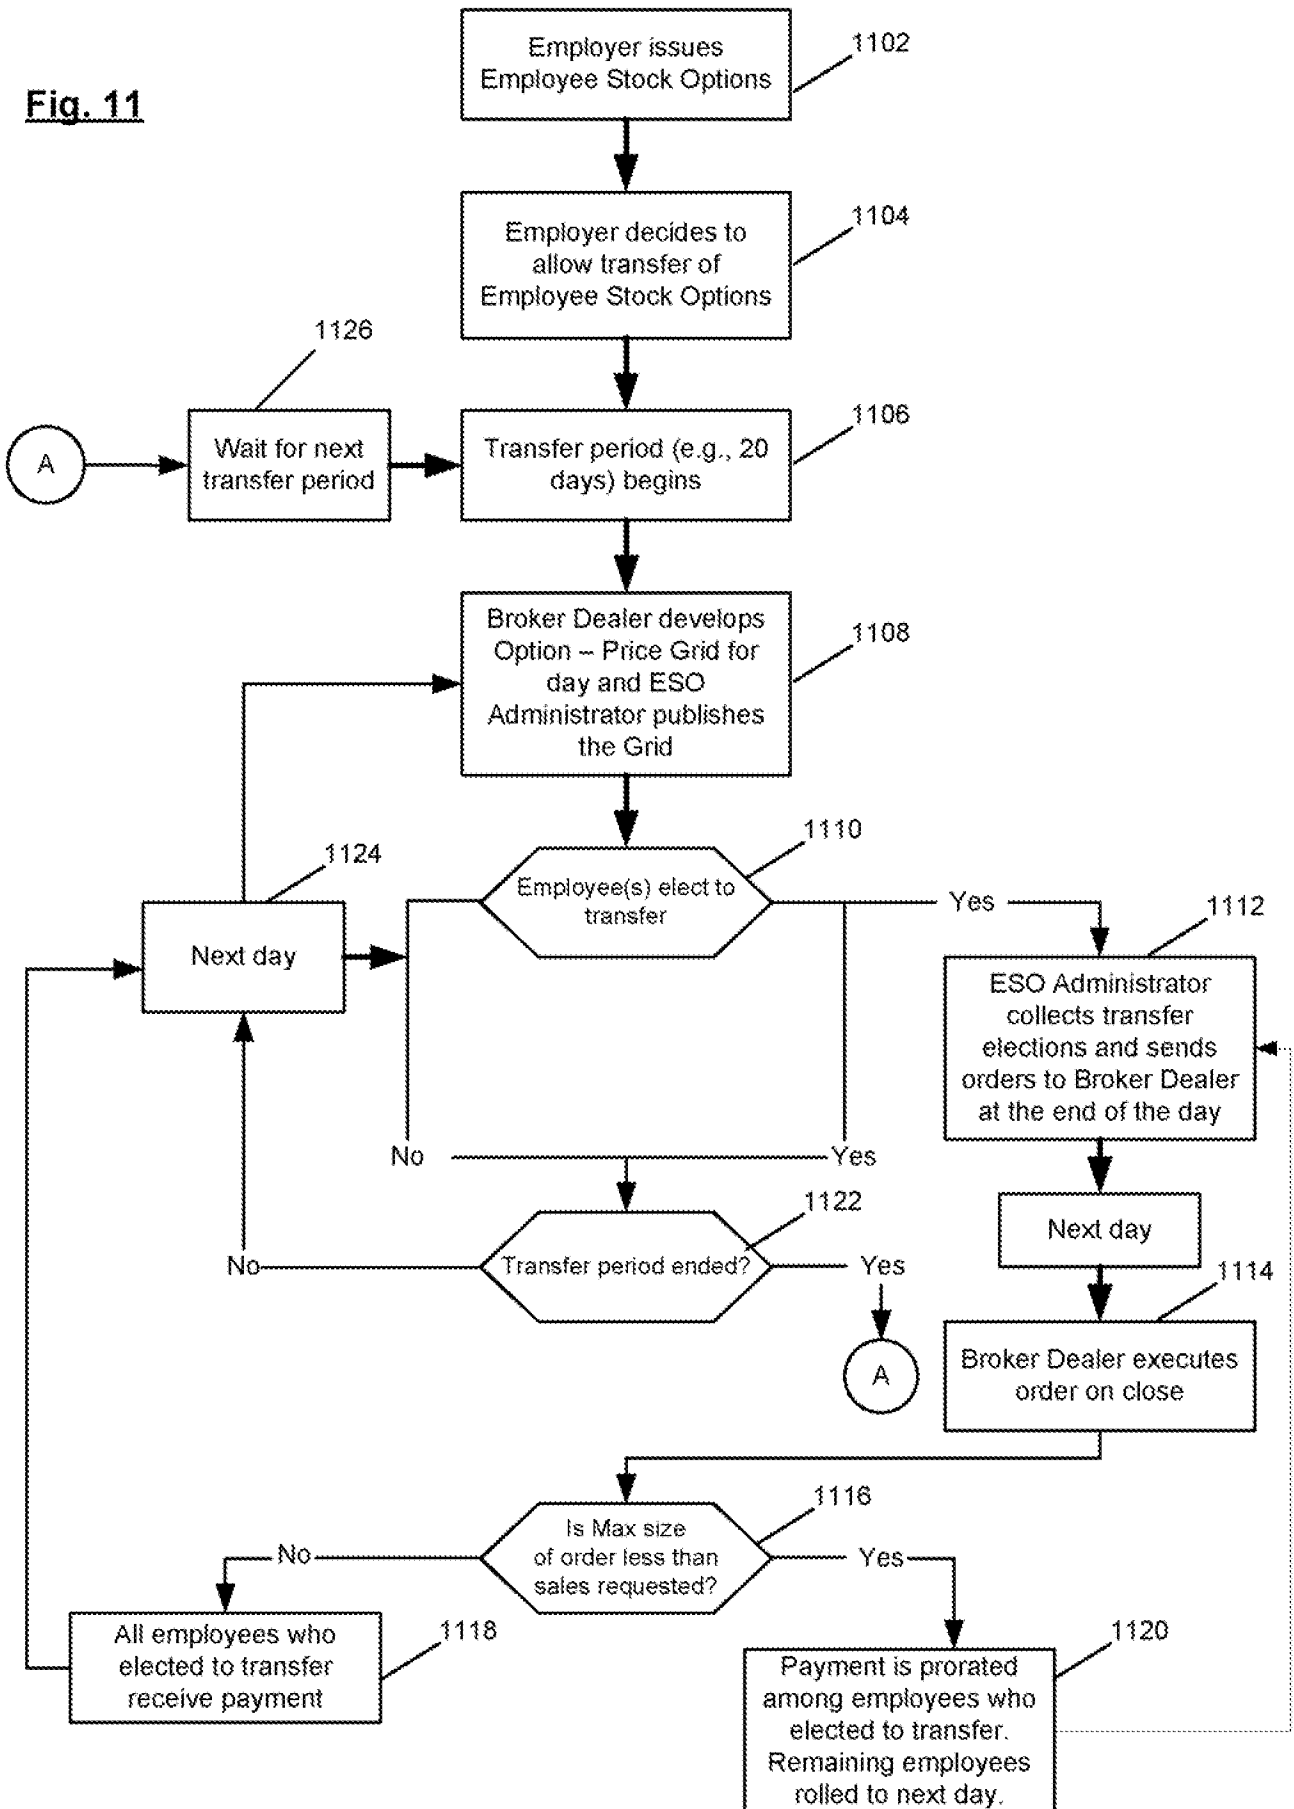 Fig. 11
Employer issues
Employee Stock Options
1102
Employer decides to
allow transfer of
Employee Stock Options
1104
1126
A
Wait for next
transfer period
Transfer period (e.g., 20
days) begins
1106
Broker Dealer develops
Option – Price Grid for
day and ESO
Administrator publishes
the Grid
1108
1110
Employee(s) elect to
transfer
1124
Next day
Yes
1112
ESO Administrator
collects transfer
elections and sends
orders to Broker Dealer
at the end of the day
No
Yes
1122
Transfer period ended?
No
Yes
A
Next day
1114
Broker Dealer executes
order on close
1116
Is Max size
of order less than
sales requested?
No
Yes
1118
All employees who
elected to transfer
receive payment
1120
Payment is prorated
among employees who
elected to transfer.
Remaining employees
rolled to next day.